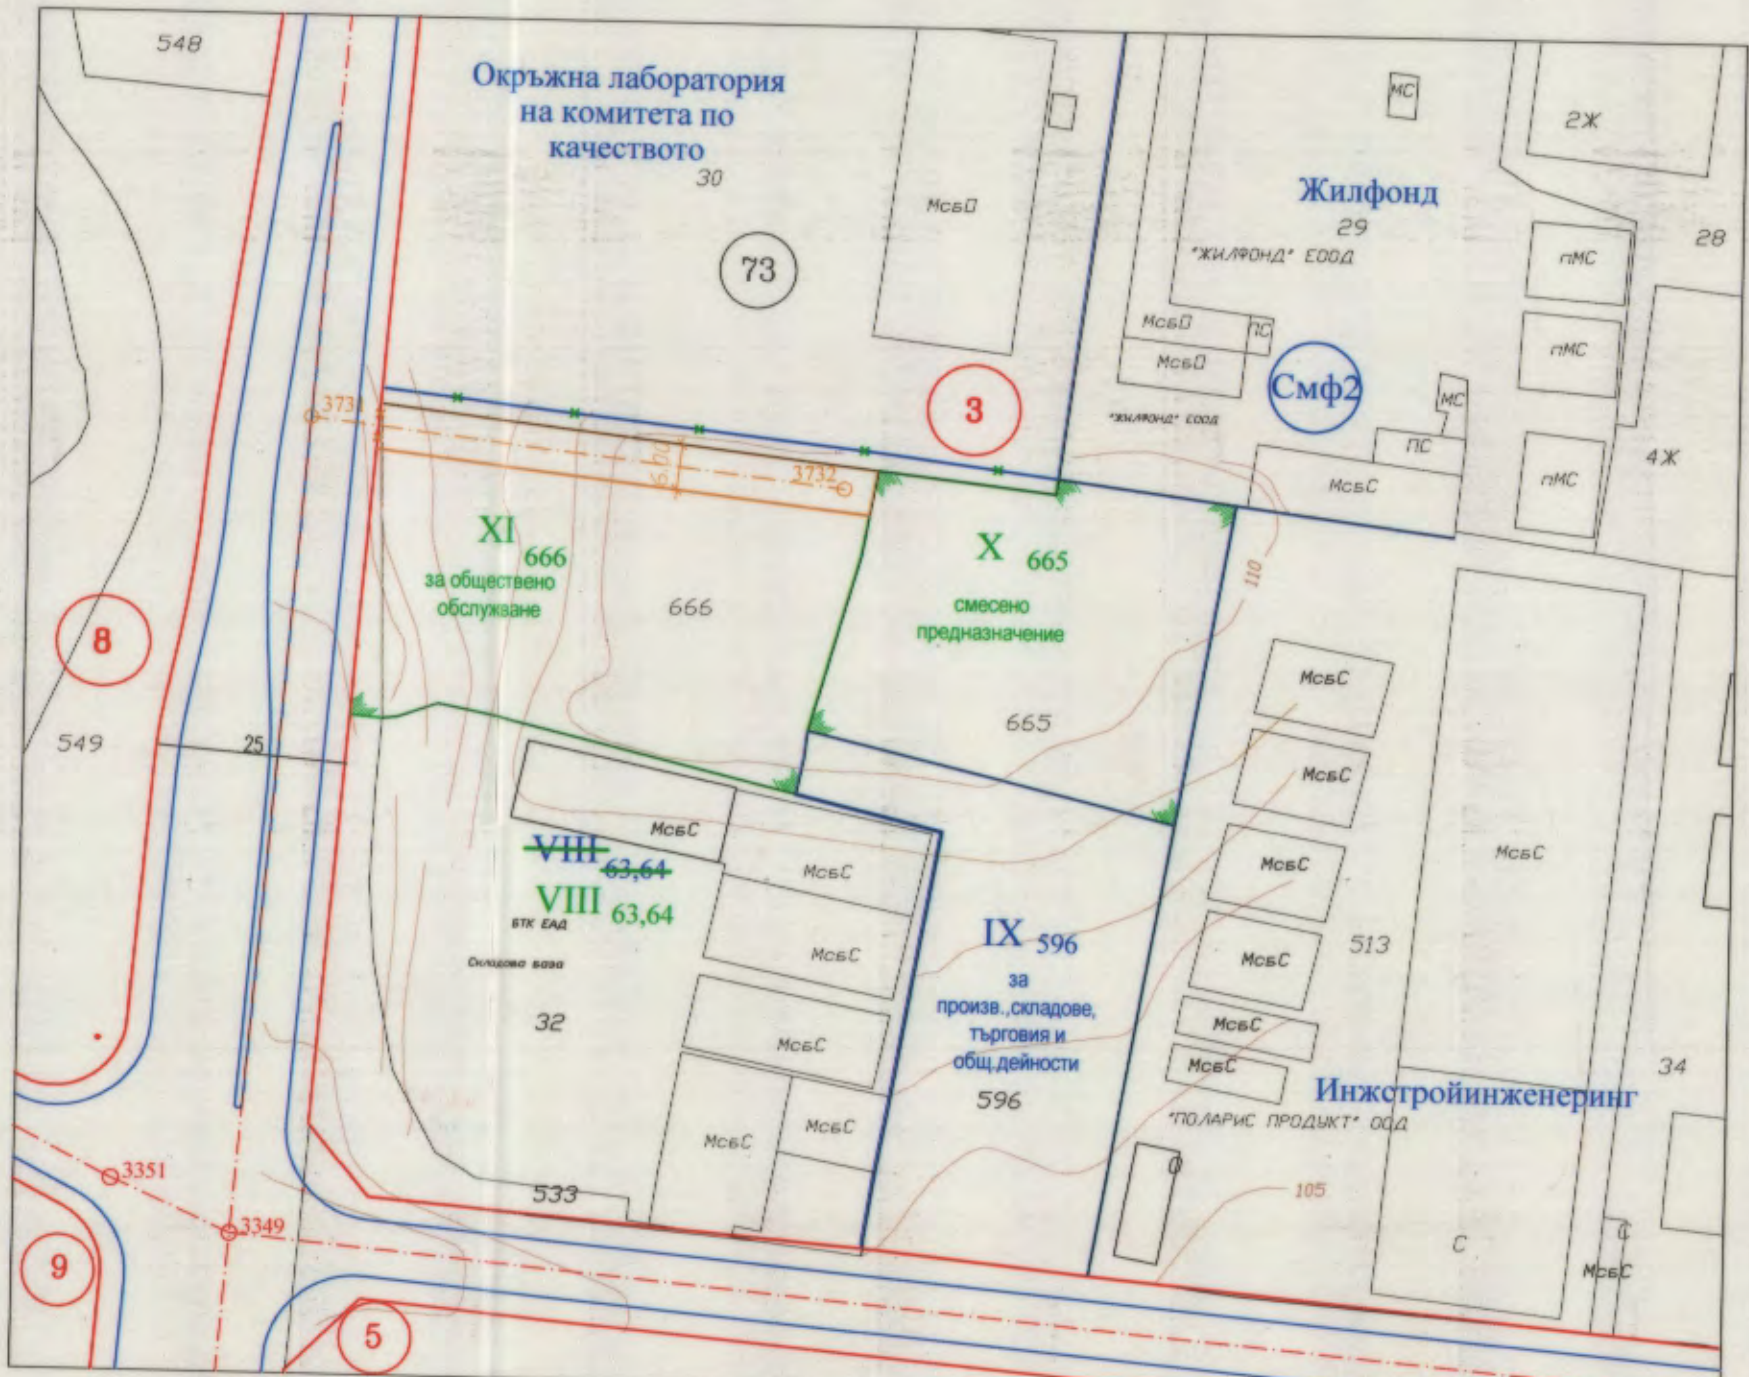 548
Окръжна лаборатория
на комитета по
качеството
30
МсбО
МС
2Ж
Жилфонд
29
"ЖИЛФОНД" ЕООД
28
пМС
73
МсбО
ПС
МсбО
пМС
Смф2
3
МС
"ЖИЛФОНД" ЕООД
3731
ПС
4Ж
6.00
3732
МсбС
пМС
XI 666
за обществено
обслужване
666
X 665
смесено
предназначение
110
8
665
МсбС
549
25
МсбС
МсбС
VIII 63,64
VIII 63,64
БТК ЕАД
Складова база
32
МсбС
МсбС
МсбС
МсбС
МсбС
МсбС
IX 596
за
произв.,складове,
търговия и
общ.дейности
596
МсбС
МсбС
513
МсбС
МсбС
МсбС
34
Инжстройинженеринг
"ПОЛАРИС ПРОДУКТ" ООД
О
3351
533
105
3349
9
С
С
МсбС
5